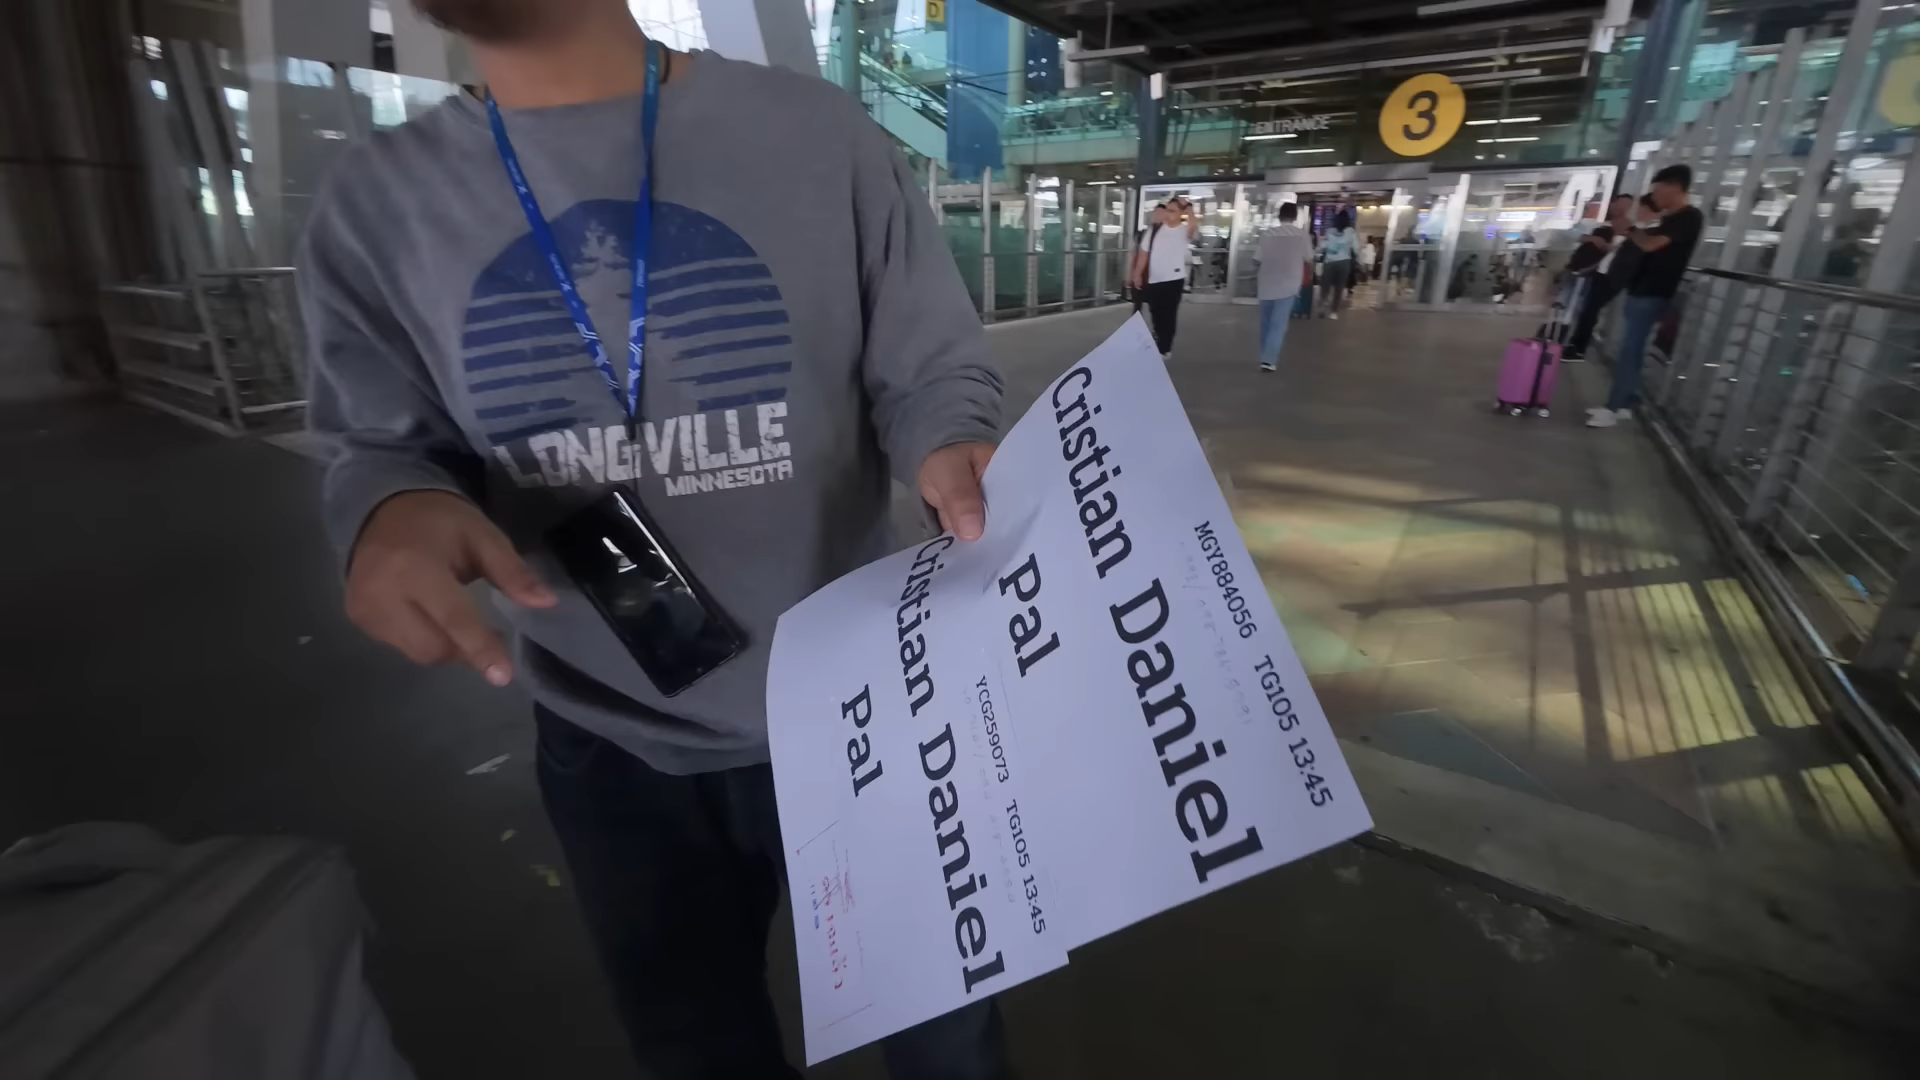 D
ENTRANCE
3
LONGVILLE
MINNESOTA
MGY884056 TG105 13:45
Cristian Daniel
Pal
YCG259073 TG105 13:45
Cristian Daniel
Pal